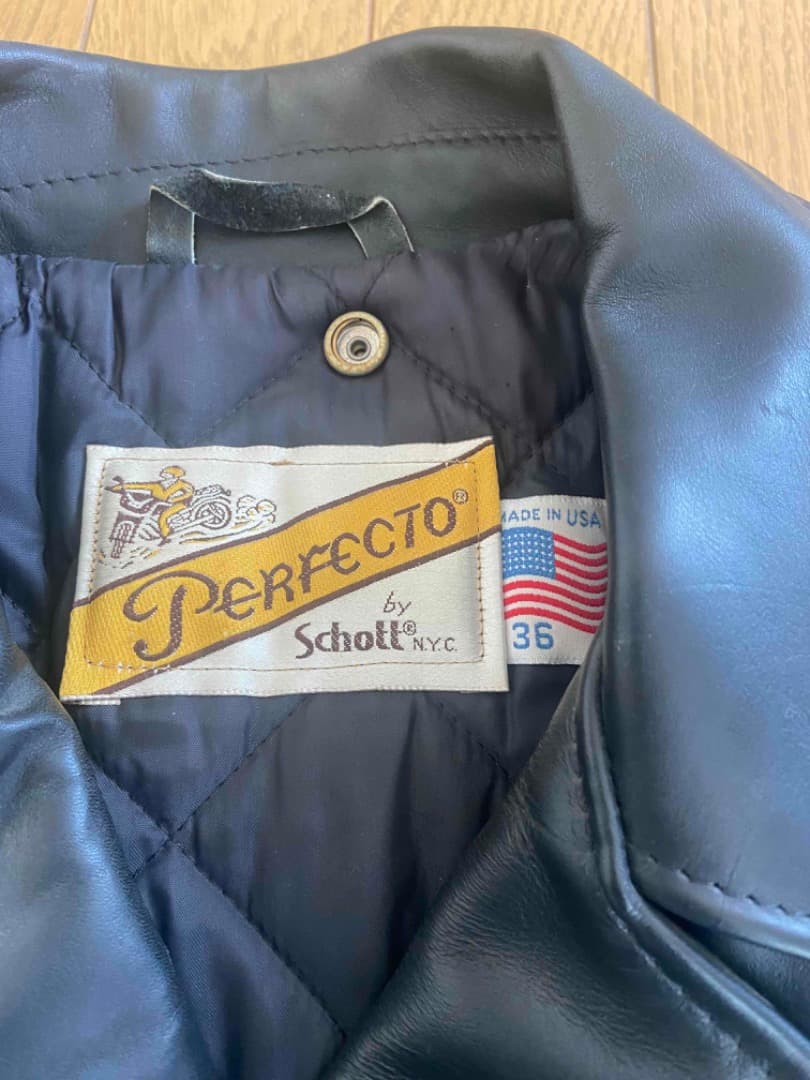 PERFECTO®
by
Schott® N.Y.C.
MADE IN USA
36